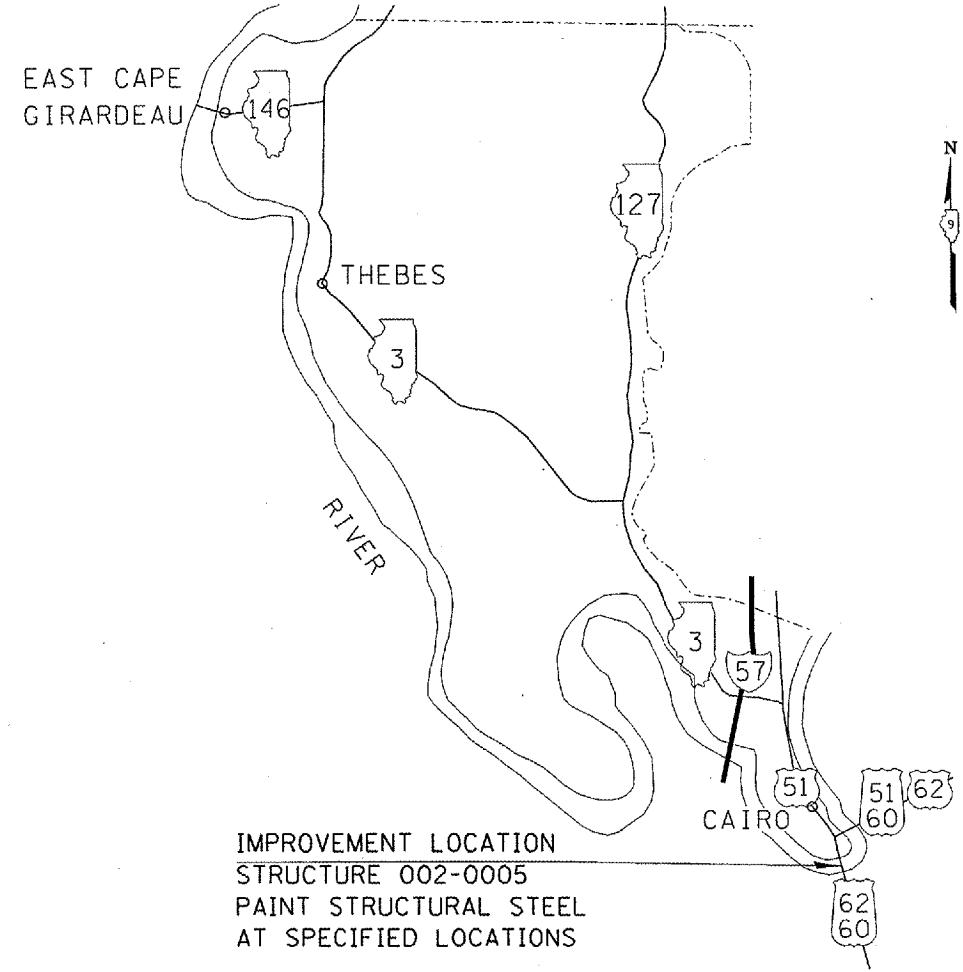 EAST CAPE
GIRARDEAU
146
N
127
9
THEBES
3
RIVER
3
57
51
51
60
62
CAIRO
IMPROVEMENT LOCATION
STRUCTURE 002-0005
PAINT STRUCTURAL STEEL
AT SPECIFIED LOCATIONS
62
60